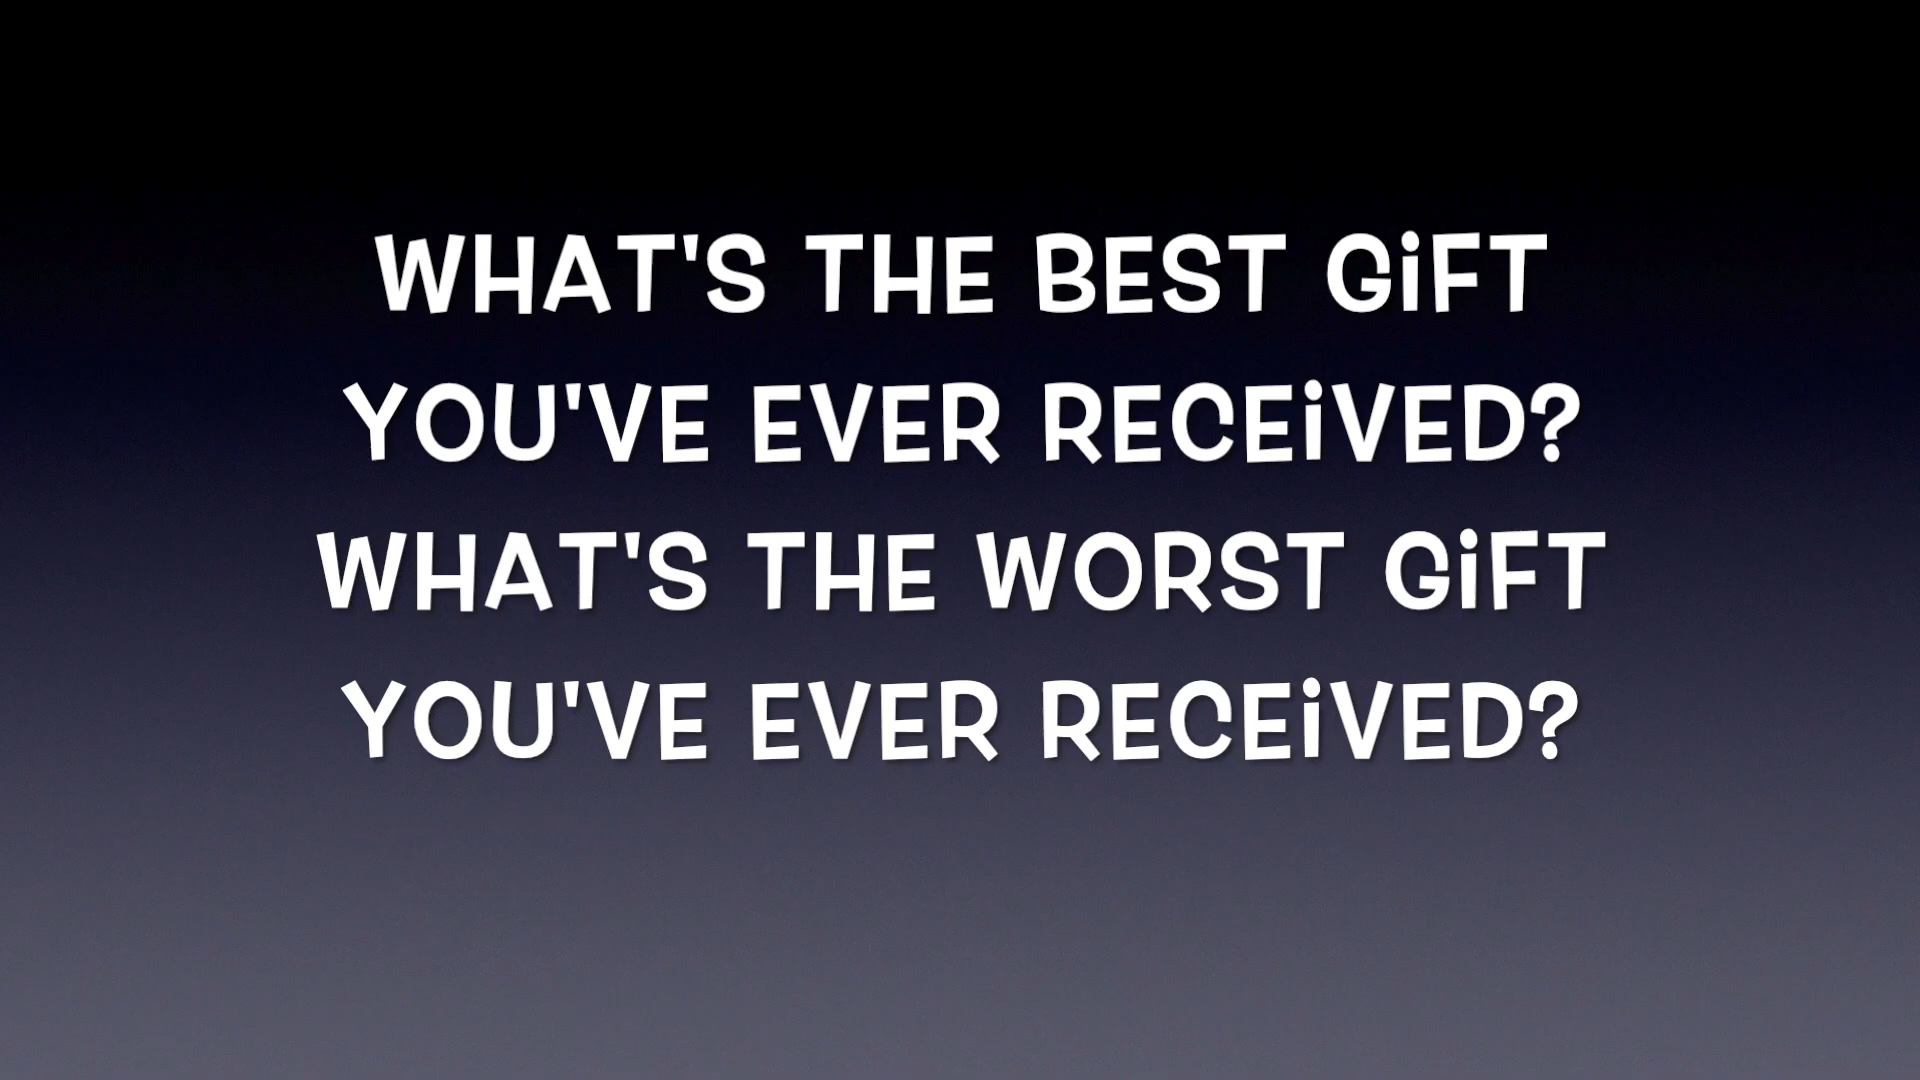 WHAT'S THE BEST GiFT
YOU'VE EVER RECEiVED?
WHAT'S THE WORST GiFT
YOU'VE EVER RECEiVED?